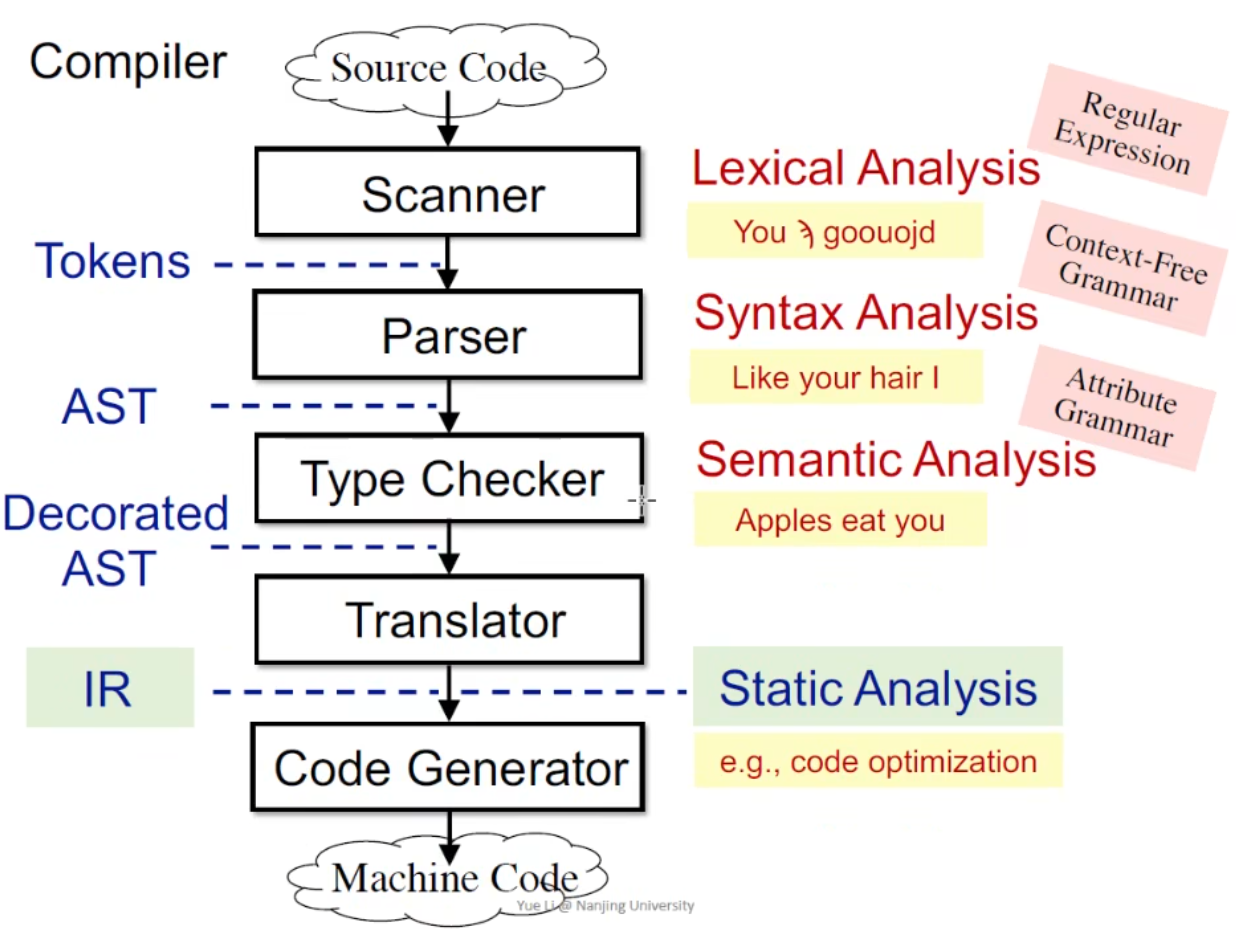 Compiler
Source Code
Regular
Expression
Scanner
Lexical Analysis
You গ goouojd
Tokens
Context-Free
Grammar
Parser
Syntax Analysis
Like your hair I
AST
Attribute
Grammar
Type Checker
Semantic Analysis
Apples eat you
Decorated
AST
Translator
IR
Static Analysis
Code Generator
e.g., code optimization
Machine Code
Yue Li @ Nanjing University